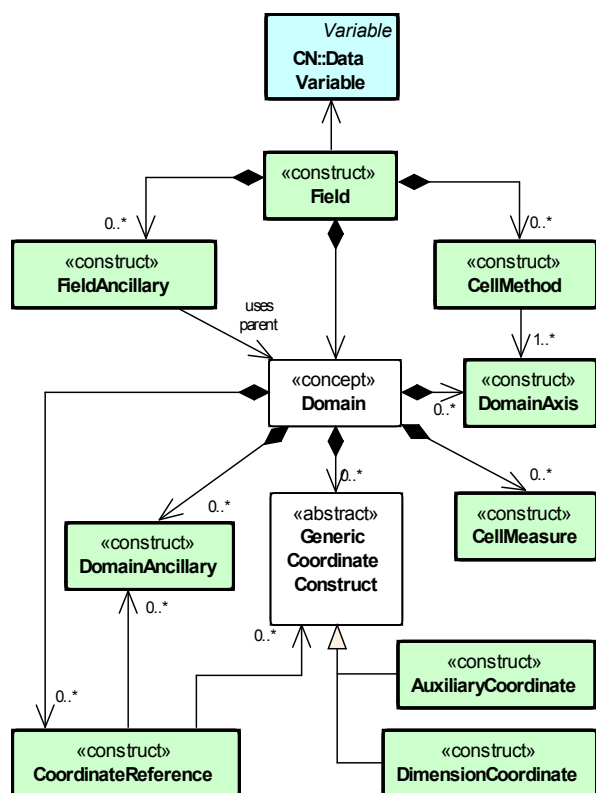 Variable
CN::Data
Variable
«construct»
Field
0..*
0..*
«construct»
FieldAncillary
«construct»
CellMethod
uses
parent
1..*
«concept»
Domain
0..*
«construct»
DomainAxis
0..*
0..*
0..*
«construct»
DomainAncillary
«abstract»
Generic
Coordinate
Construct
«construct»
CellMeasure
0..*
0..*
0..*
«construct»
AuxiliaryCoordinate
«construct»
CoordinateReference
«construct»
DimensionCoordinate